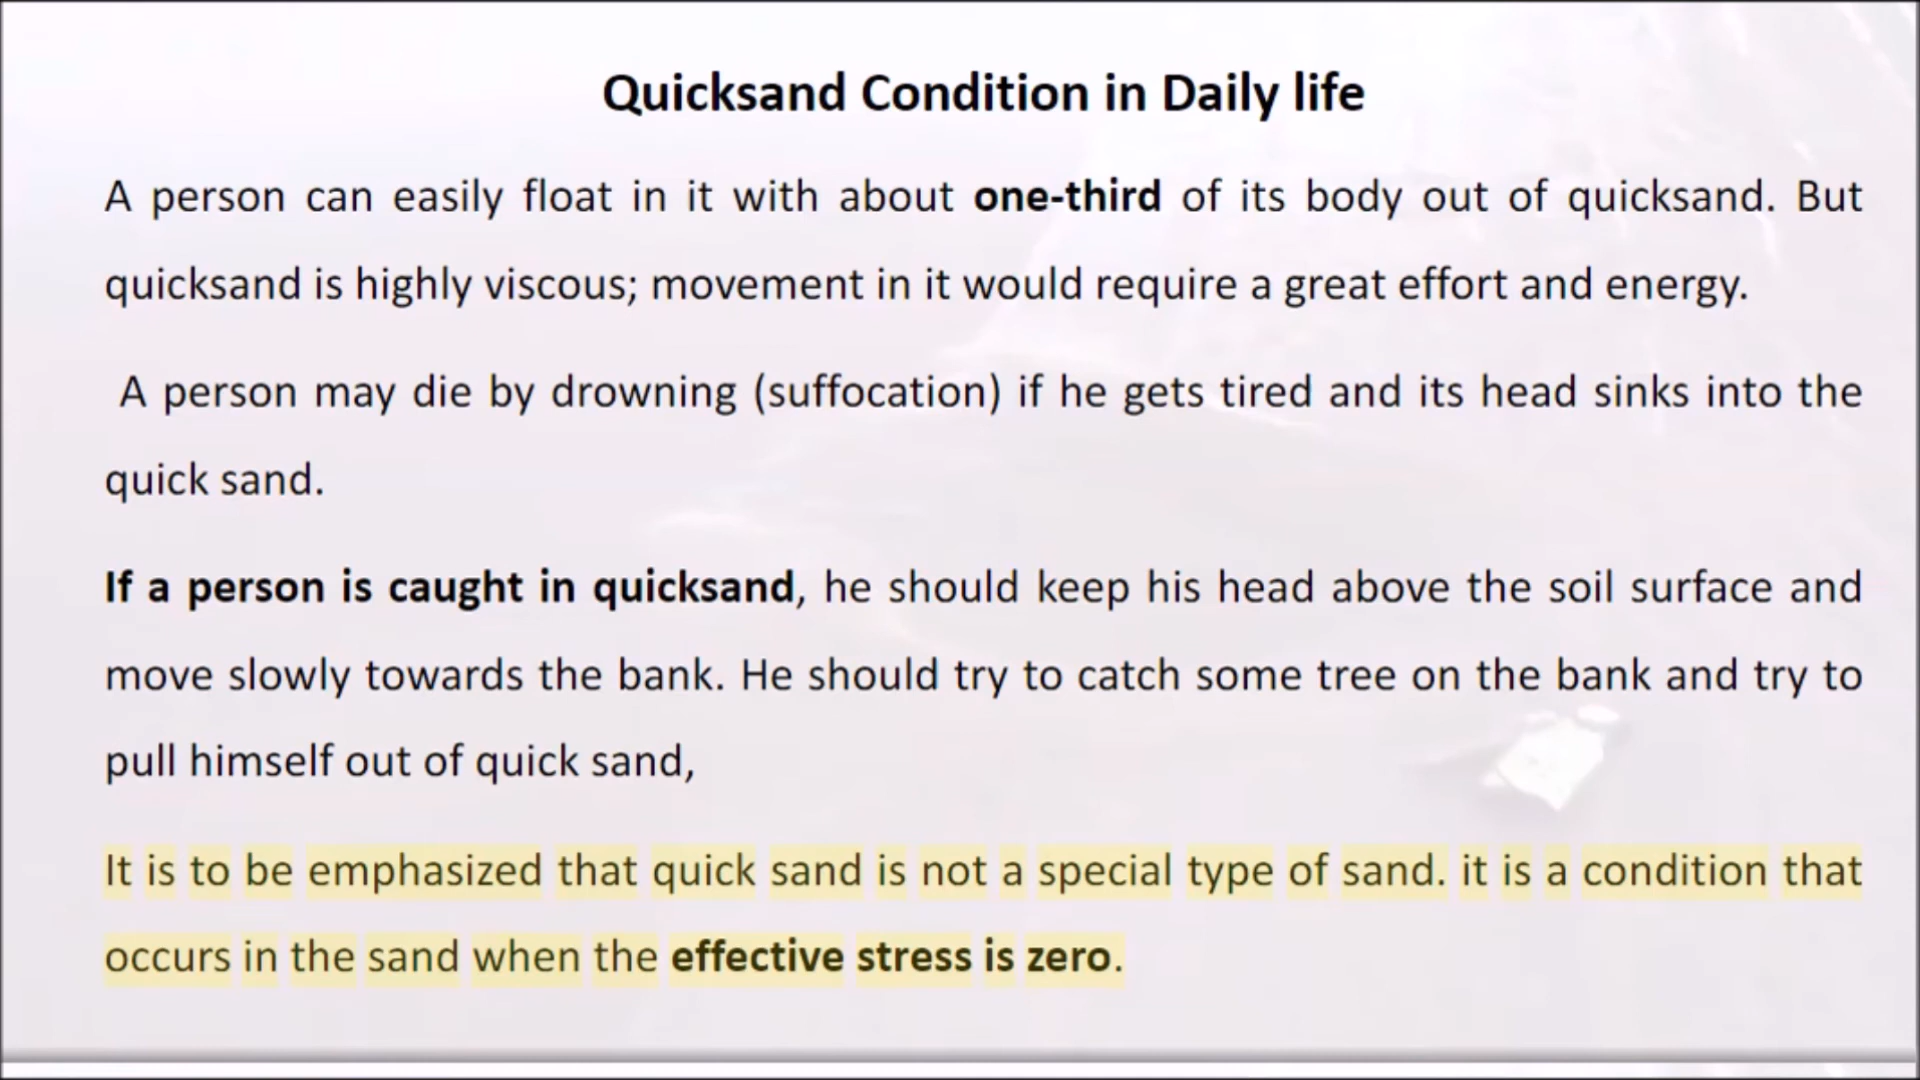 Quicksand Condition in Daily life
A person can easily float in it with about one-third of its body out of quicksand. But
quicksand is highly viscous; movement in it would require a great effort and energy.
A person may die by drowning (suffocation) if he gets tired and its head sinks into the
quick sand.
If a person is caught in quicksand, he should keep his head above the soil surface and
move slowly towards the bank. He should try to catch some tree on the bank and try to
pull himself out of quick sand,
It is to be emphasized that quick sand is not a special type of sand. it is a condition that
occurs in the sand when the effective stress is zero.